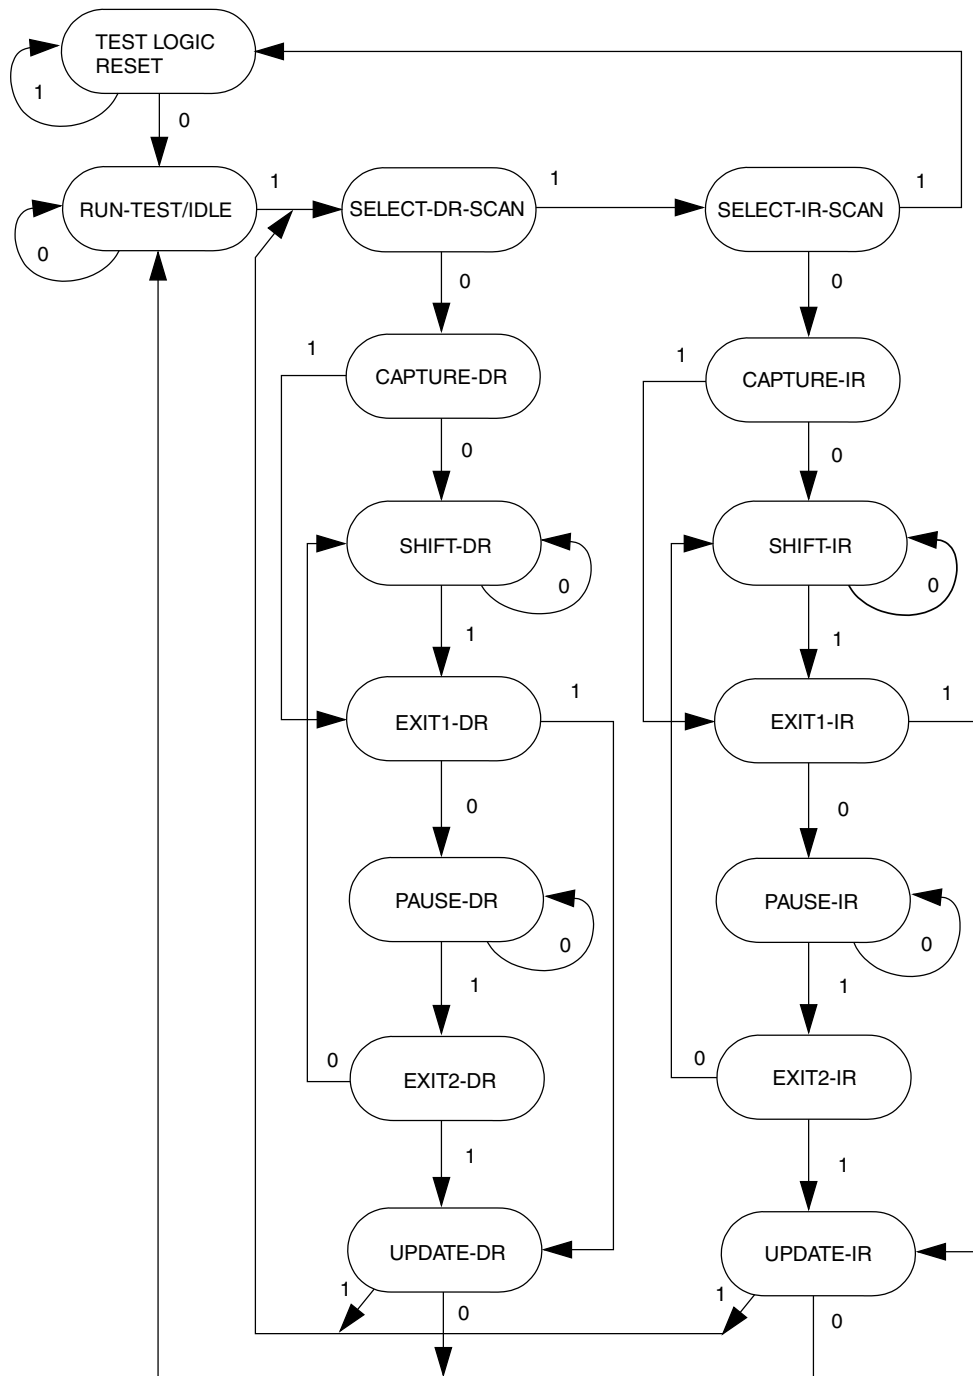 TEST LOGIC
RESET
1
0
RUN-TEST/IDLE
1
SELECT-DR-SCAN
1
SELECT-IR-SCAN
1
0
0
0
1
CAPTURE-DR
1
CAPTURE-IR
0
0
SHIFT-DR
0
SHIFT-IR
0
1
1
EXIT1-DR
1
EXIT1-IR
1
0
0
PAUSE-DR
0
PAUSE-IR
0
1
1
0
EXIT2-DR
0
EXIT2-IR
1
1
UPDATE-DR
UPDATE-IR
1
0
1
0